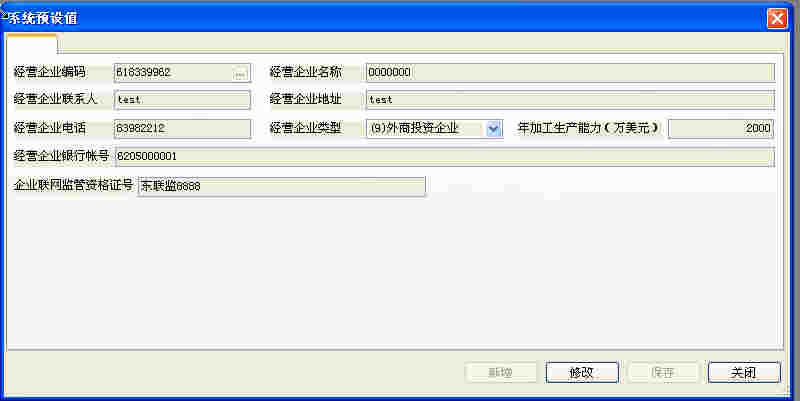 系统预设值
经营企业编码 618339962 ... 经营企业名称 0000000
经营企业联系人 test 经营企业地址 test
经营企业电话 83982212 经营企业类型 (9)外商投资企业 年加工生产能力(万美元) 2000
经营企业银行帐号 6205000001
企业联网监管资格证号 东联监8888
新增 修改 保存 关闭